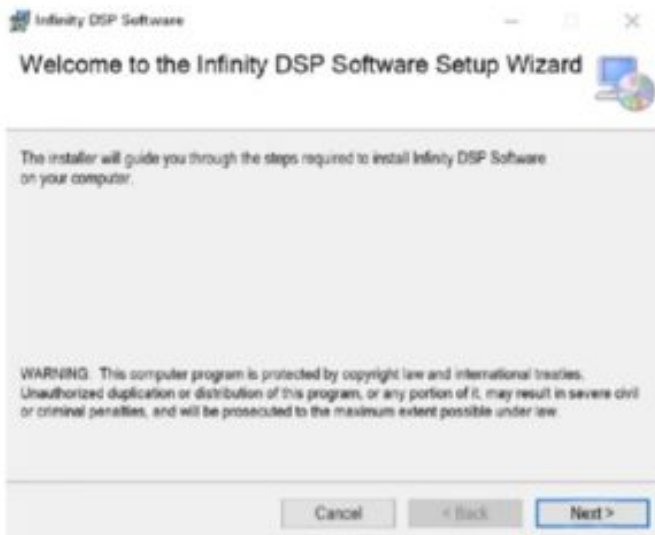 Infinity DSP Software
Welcome to the Infinity DSP Software Setup Wizard
The installer will guide you through the steps required to install Infinity DSP Software
on your computer.
WARNING: This computer program is protected by copyright law and international treaties.
Unauthorized duplication or distribution of this program, or any portion of it, may result in severe civil
or criminal penalties, and will be prosecuted to the maximum extent possible under law.
Cancel
< Back
Next >